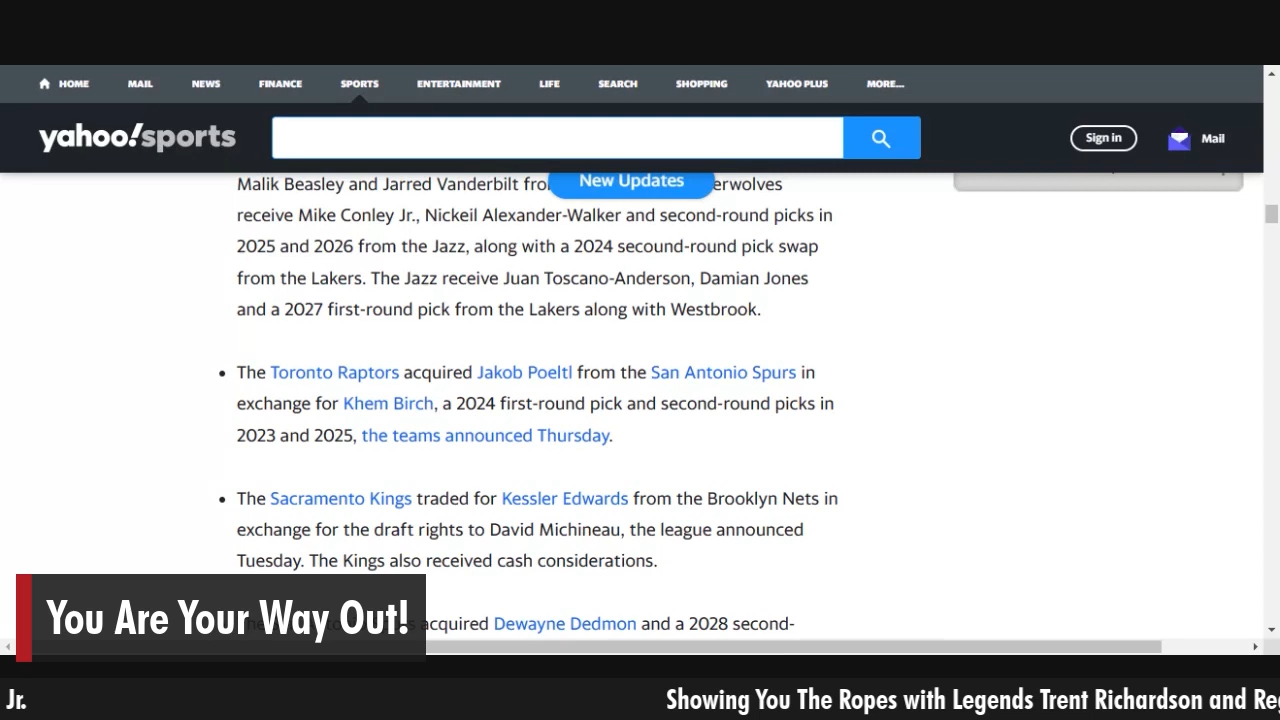 HOME MAIL NEWS FINANCE SPORTS ENTERTAINMENT LIFE SEARCH SHOPPING YAHOO PLUS MORE...
yahoo!sports
Sign in
Mail
New Updates
Malik Beasley and Jarred Vanderbilt fro erwolves
receive Mike Conley Jr., Nickeil Alexander-Walker and second-round picks in
2025 and 2026 from the Jazz, along with a 2024 secound-round pick swap
from the Lakers. The Jazz receive Juan Toscano-Anderson, Damian Jones
and a 2027 first-round pick from the Lakers along with Westbrook.
• The Toronto Raptors acquired Jakob Poeltl from the San Antonio Spurs in
exchange for Khem Birch, a 2024 first-round pick and second-round picks in
2023 and 2025, the teams announced Thursday.
• The Sacramento Kings traded for Kessler Edwards from the Brooklyn Nets in
exchange for the draft rights to David Michineau, the league announced
Tuesday. The Kings also received cash considerations.
acquired Dewayne Dedmon and a 2028 second-
You Are Your Way Out!
Jr.
Showing You The Ropes with Legends Trent Richardson and Reg